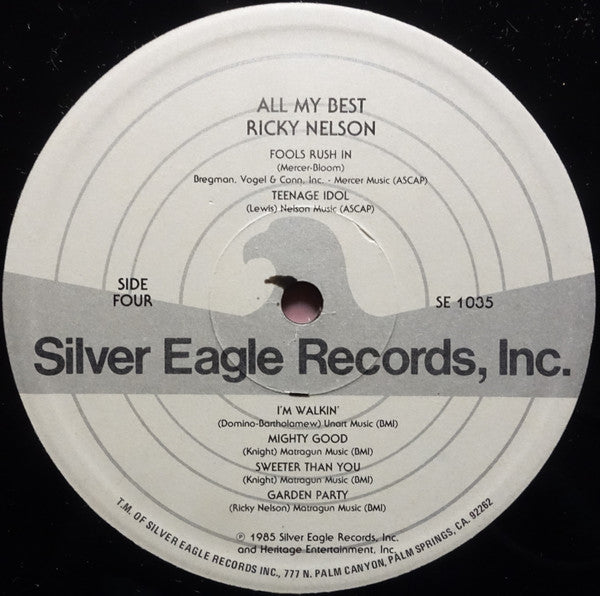 ALL MY BEST
RICKY NELSON
FOOLS RUSH IN
(Mercer-Bloom)
Bregman, Vogel & Conn, Inc. - Mercer Music (ASCAP)
TEENAGE IDOL
(Lewis) Nelson Music (ASCAP)
SIDE
FOUR
SE 1035
Silver Eagle Records, Inc.
I'M WALKIN'
(Domino-Bartholamew) Unart Music (BMI)
MIGHTY GOOD
(Knight) Matragun Music (BMI)
SWEETER THAN YOU
(Knight) Matragun Music (BMI)
GARDEN PARTY
(Ricky Nelson) Matragun Music (BMI)
℗ 1985 Silver Eagle Records, Inc.
and Heritage Entertainment, Inc.
T.M. OF SILVER EAGLE RECORDS INC., 777 N. PALM CANYON, PALM SPRINGS, CA. 92262